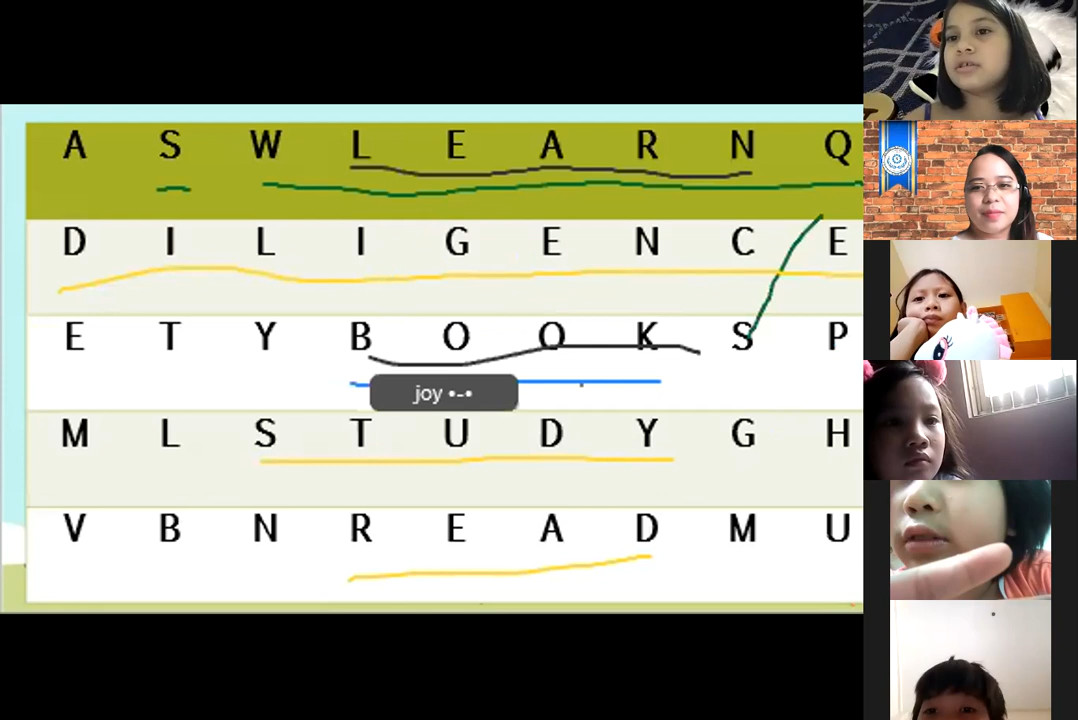 A S W L E A R N Q
D I L I G E N C E
E T Y B O O K S P
joy •-•
M L S T U D Y G H
V B N R E A D M U